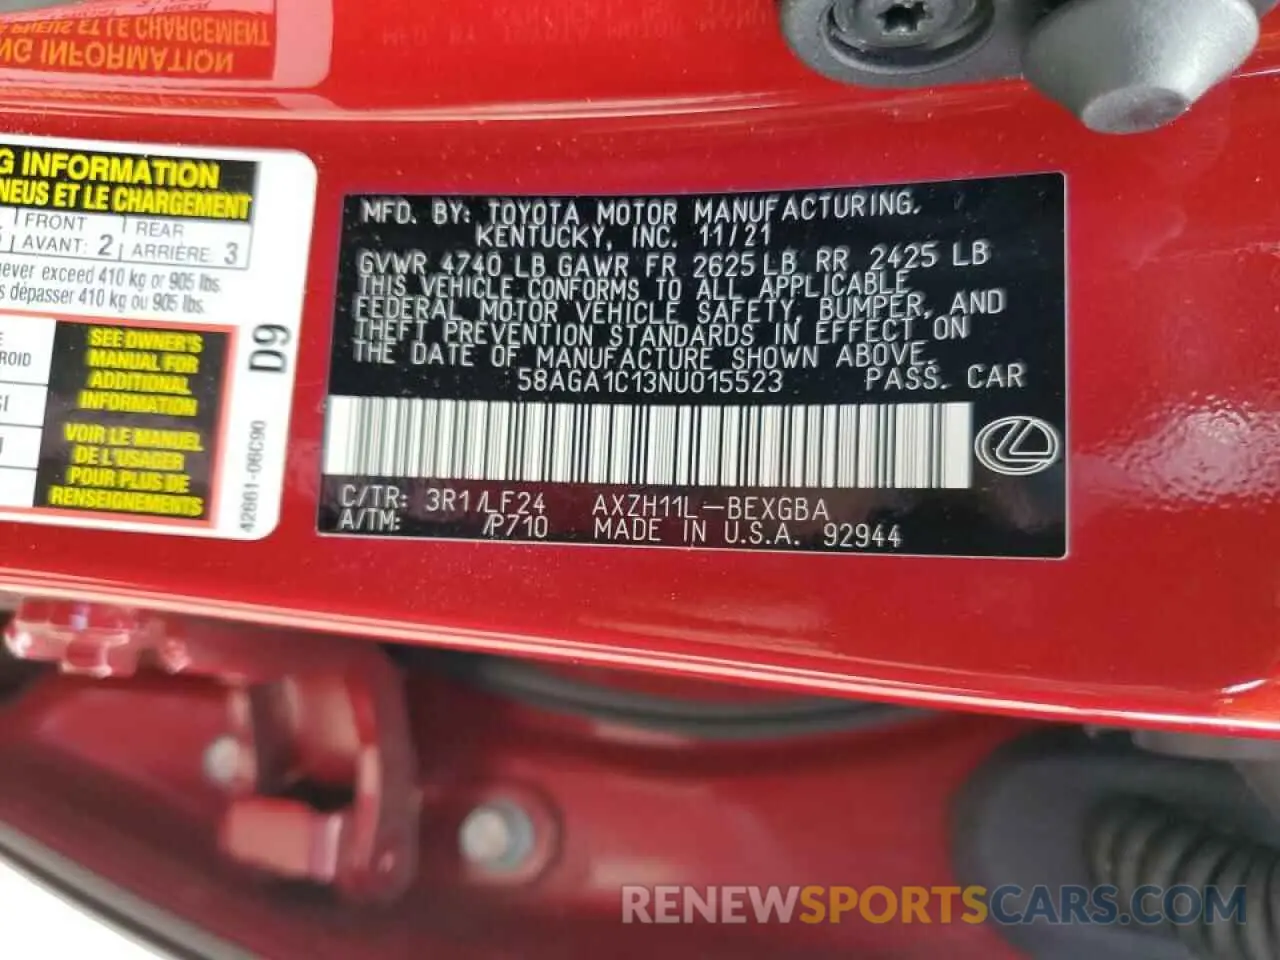 NG INFORMATION
G INFORMATION
NEUS ET LE CHARGEMENT
FRONT
REAR
AVANT: 2
ARRIÈRE: 3
never exceed 410 kg or 905 lbs.
dépasser 410 kg ou 905 lbs.
SEE OWNER'S
MANUAL FOR
ADDITIONAL
INFORMATION
VOIR LE MANUEL
DE L'USAGER
POUR PLUS DE
RENSEIGNEMENTS
D9
42661-06C90
MFD. BY: TOYOTA MOTOR MANUFACTURING,
KENTUCKY, INC. 11/21
GVWR 4740 LB GAWR FR 2625 LB RR 2425 LB
THIS VEHICLE CONFORMS TO ALL APPLICABLE
FEDERAL MOTOR VEHICLE SAFETY, BUMPER, AND
THEFT PREVENTION STANDARDS IN EFFECT ON
THE DATE OF MANUFACTURE SHOWN ABOVE.
58AGA1C13NU015523 PASS. CAR
C/TR: 3R1/LF24 AXZH11L-BEXGBA
A/TM: /P710 MADE IN U.S.A. 92944
RENEWSPORTSCARS.COM